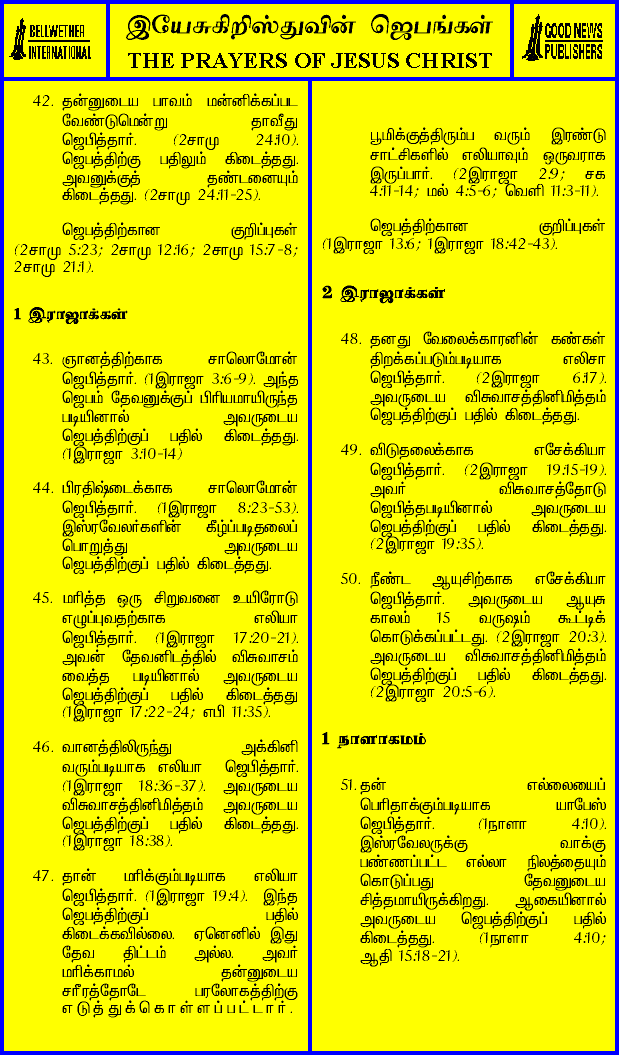 BELLWETHER
INTERNATIONAL
இயேசுகிறிஸ்துவின் ஜெபங்கள்
THE PRAYERS OF JESUS CHRIST
GOOD NEWS
PUBLISHERS
42. தன்னுடைய பாவம் மன்னிக்கப்பட
வேண்டுமென்று தாவீது
ஜெபித்தார். (2சாமு 24:10).
ஜெபத்திற்கு பதிலும் கிடைத்தது.
அவனுக்குத் தண்டனையும்
கிடைத்தது. (2சாமு 24:11-25).
ஜெபத்திற்கான குறிப்புகள்
(2சாமு 5:23; 2சாமு 12:16; 2சாமு 15:7-8;
2சாமு 21:1).
1 இராஜாக்கள்
43. ஞானத்திற்காக சாலொமோன்
ஜெபித்தார். (1இராஜா 3:6-9). அந்த
ஜெபம் தேவனுக்குப் பிரியமாயிருந்த
படியினால் அவருடைய
ஜெபத்திற்குப் பதில் கிடைத்தது.
(1இராஜா 3:10-14)
44. பிரதிஷ்டைக்காக சாலொமோன்
ஜெபித்தார். (1இராஜா 8:23-53).
இஸ்ரவேலர்களின் கீழ்ப்படிதலைப்
பொறுத்து அவருடைய
ஜெபத்திற்குப் பதில் கிடைத்தது.
45. மரித்த ஒரு சிறுவனை உயிரோடு
எழுப்புவதற்காக எலியா
ஜெபித்தார். (1இராஜா 17:20-21).
அவன் தேவனிடத்தில் விசுவாசம்
வைத்த படியினால் அவருடைய
ஜெபத்திற்குப் பதில் கிடைத்தது
(1இராஜா 17:22-24; எபி 11:35).
46. வானத்திலிருந்து அக்கினி
வரும்படியாக எலியா ஜெபித்தார்.
(1இராஜா 18:36-37). அவருடைய
விசுவாசத்தினிமித்தம் அவருடைய
ஜெபத்திற்குப் பதில் கிடைத்தது.
(1இராஜா 18:38).
47. தான் மரிக்கும்படியாக எலியா
ஜெபித்தார். (1இராஜா 19:4). இந்த
ஜெபத்திற்குப் பதில்
கிடைக்கவில்லை. ஏனெனில் இது
தேவ திட்டம் அல்ல. அவர்
மரிக்காமல் தன்னுடைய
சரீரத்தோடே பரலோகத்திற்கு
எடுத்துக்கொள்ளப்பட்டார்.
பூமிக்குத்திரும்ப வரும் இரண்டு
சாட்சிகளில் எலியாவும் ஒருவராக
இருப்பார். (2இராஜா 2:9; சக
4:11-14; மல் 4:5-6; வெளி 11:3-11).
ஜெபத்திற்கான குறிப்புகள்
(1இராஜா 13:6; 1இராஜா 18:42-43).
2 இராஜாக்கள்
48. தனது வேலைக்காரனின் கண்கள்
திறக்கப்படும்படியாக எலிசா
ஜெபித்தார். (2இராஜா 6:17).
அவருடைய விசுவாசத்தினிமித்தம்
ஜெபத்திற்குப் பதில் கிடைத்தது.
49. விடுதலைக்காக எசேக்கியா
ஜெபித்தார். (2இராஜா 19:15-19).
அவர் விசுவாசத்தோடு
ஜெபித்தபடியினால் அவருடைய
ஜெபத்திற்குப் பதில் கிடைத்தது.
(2இராஜா 19:35).
50. நீண்ட ஆயுசிற்காக எசேக்கியா
ஜெபித்தார். அவருடைய ஆயுசு
காலம் 15 வருஷம் கூட்டிக்
கொடுக்கப்பட்டது. (2இராஜா 20:3).
அவருடைய விசுவாசத்தினிமித்தம்
ஜெபத்திற்குப் பதில் கிடைத்தது.
(2இராஜா 20:5-6).
1 நாளாகமம்
51. தன் எல்லையைப்
பெரிதாக்கும்படியாக யாபேஸ்
ஜெபித்தார். (1நாளா 4:10).
இஸ்ரவேலருக்கு வாக்கு
பண்ணப்பட்ட எல்லா நிலத்தையும்
கொடுப்பது தேவனுடைய
சித்தமாயிருக்கிறது. ஆகையினால்
அவருடைய ஜெபத்திற்குப் பதில்
கிடைத்தது. (1நாளா 4:10;
ஆதி 15:18-21).